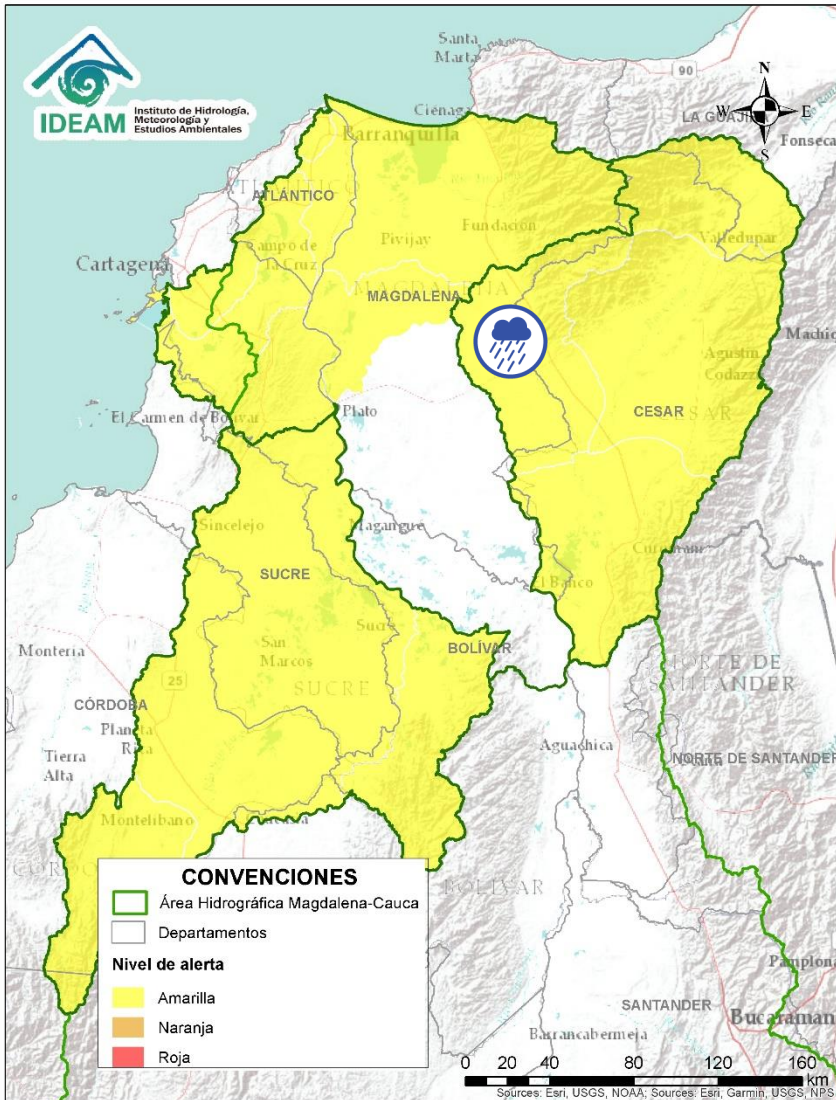 IDEAM
Instituto de Hidrología,
Meteorología y
Estudios Ambientales
Santa
Marta
90
N
W
E
S
LA GUAJI
Fonseca
Ciénaga
Barranquilla
ATLÁNTICO
Valledupar
Campo de
la Cruz
Pivijay
Fundación
Cartagena
MAGDALENA
Agustín
Codazzi
CESAR
El Carmen de Bolívar
Plato
Sincelejo
Magangué
SUCRE
El Banco
Sucre
San
Marcos
SUCRE
BOLÍVAR
Montería
25
NORTE DE
SANTANDER
CÓRDOBA
Planeta
Rica
Tierra
Alta
Aguachica
NORTE DE SANTANDER
Montelíbano
BOLÍVAR
CONVENCIONES
Área Hidrográfica Magdalena-Cauca
Departamentos
Nivel de alerta
Amarilla
Naranja
Roja
Pamplona
SANTANDER
Bucaraman
Barrancabermeja
0 20 40 80 120 160
km
Sources: Esri, USGS, NOAA; Sources: Esri, Garmin, USGS, NPS